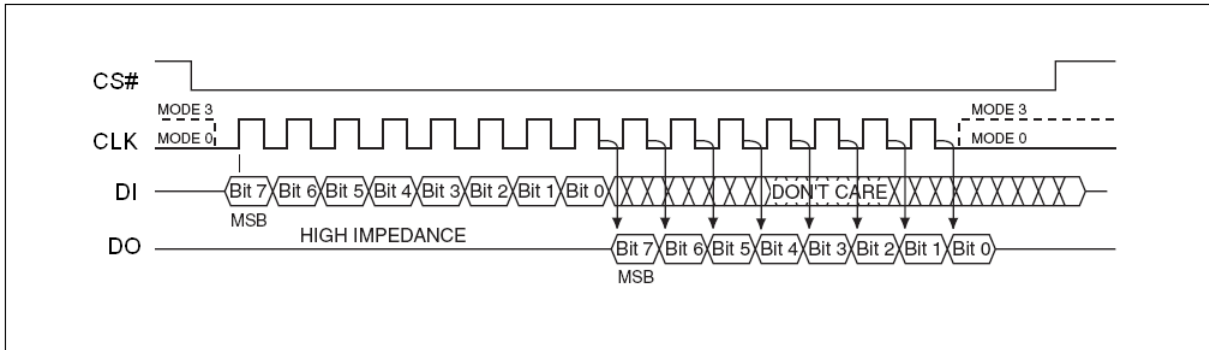 CS#
MODE 3 MODE 3
CLK MODE 0 MODE 0
DI Bit 7 Bit 6 Bit 5 Bit 4 Bit 3 Bit 2 Bit 1 Bit 0 DON'T CARE
MSB
HIGH IMPEDANCE
DO Bit 7 Bit 6 Bit 5 Bit 4 Bit 3 Bit 2 Bit 1 Bit 0
MSB